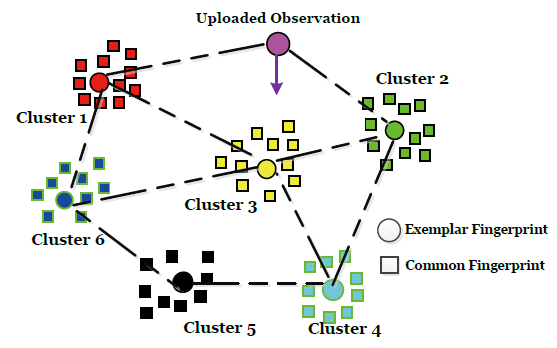 Uploaded Observation
Cluster 2
Cluster 1
Cluster 3
Exemplar Fingerprint
Cluster 6
Common Fingerprint
Cluster 5
Cluster 4